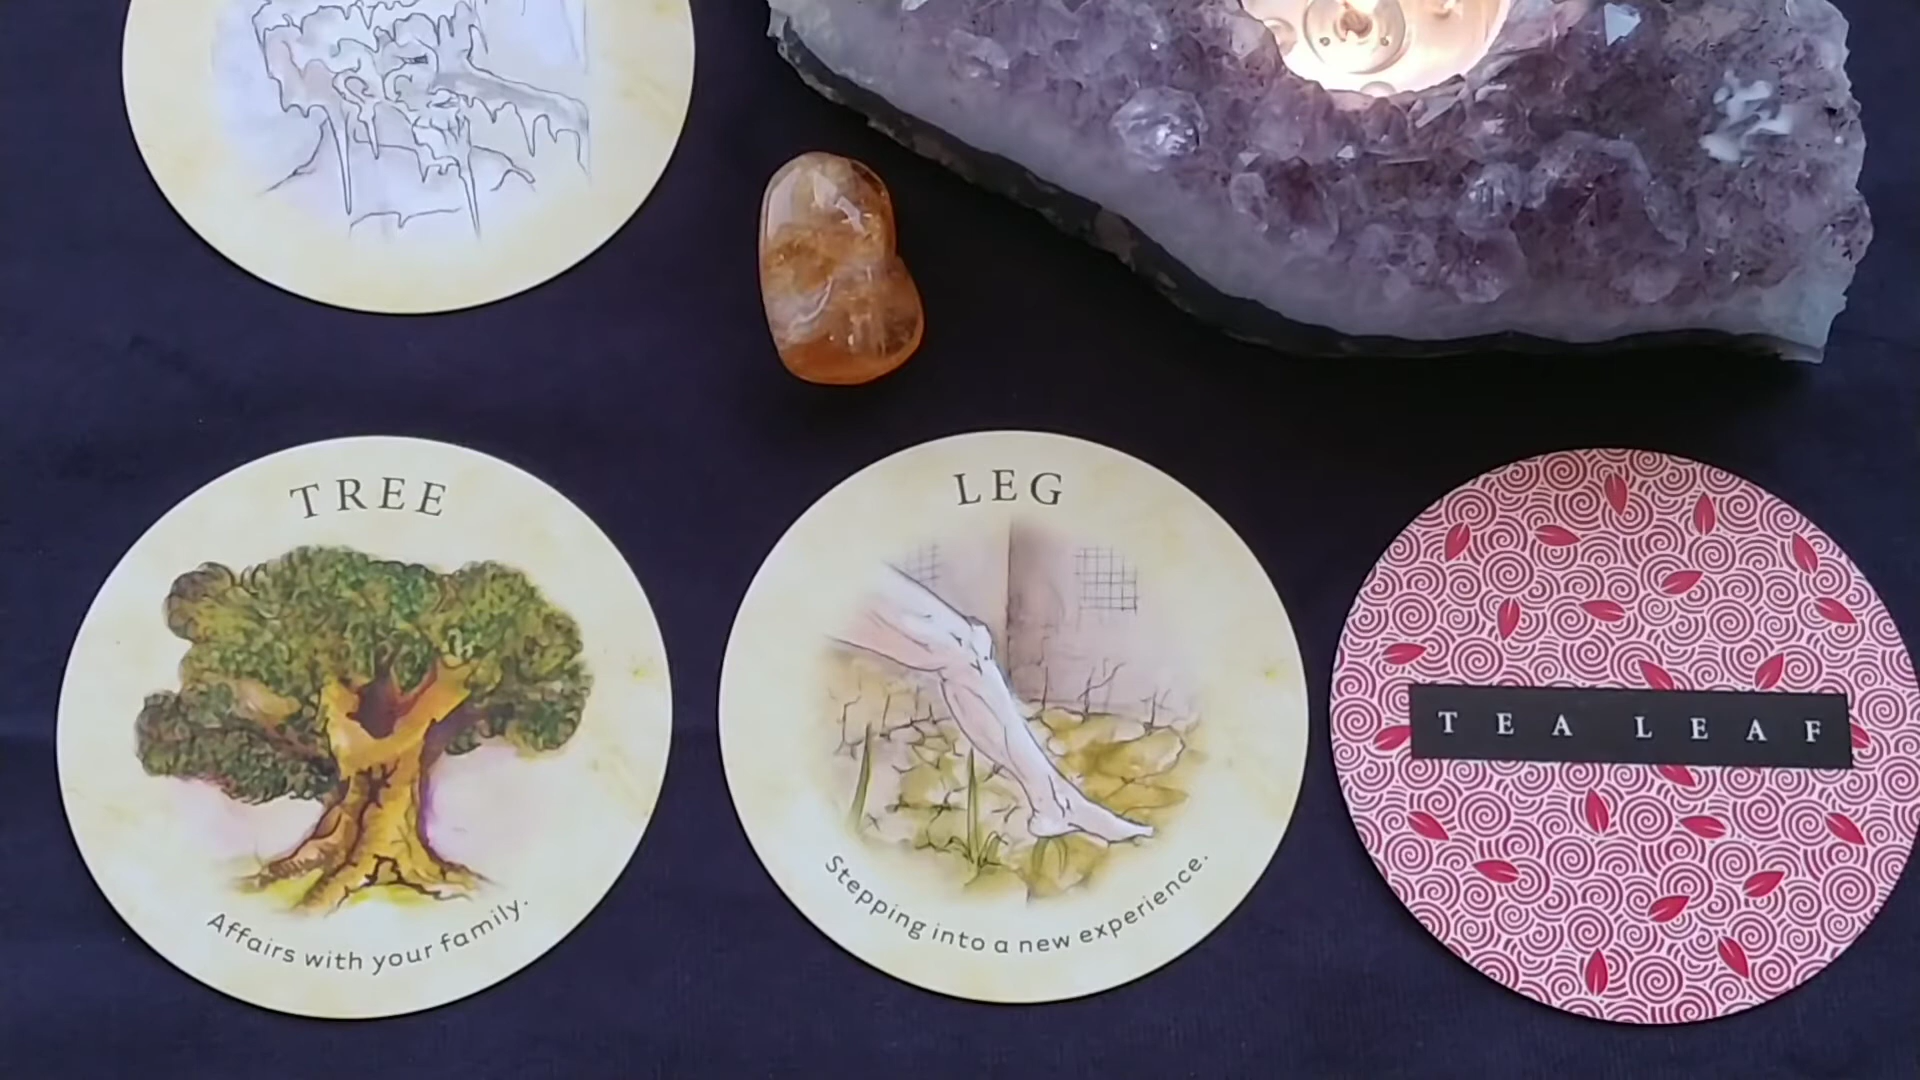 TREE
Affairs with your family.
LEG
Stepping into a new experience.
TEA LEAF